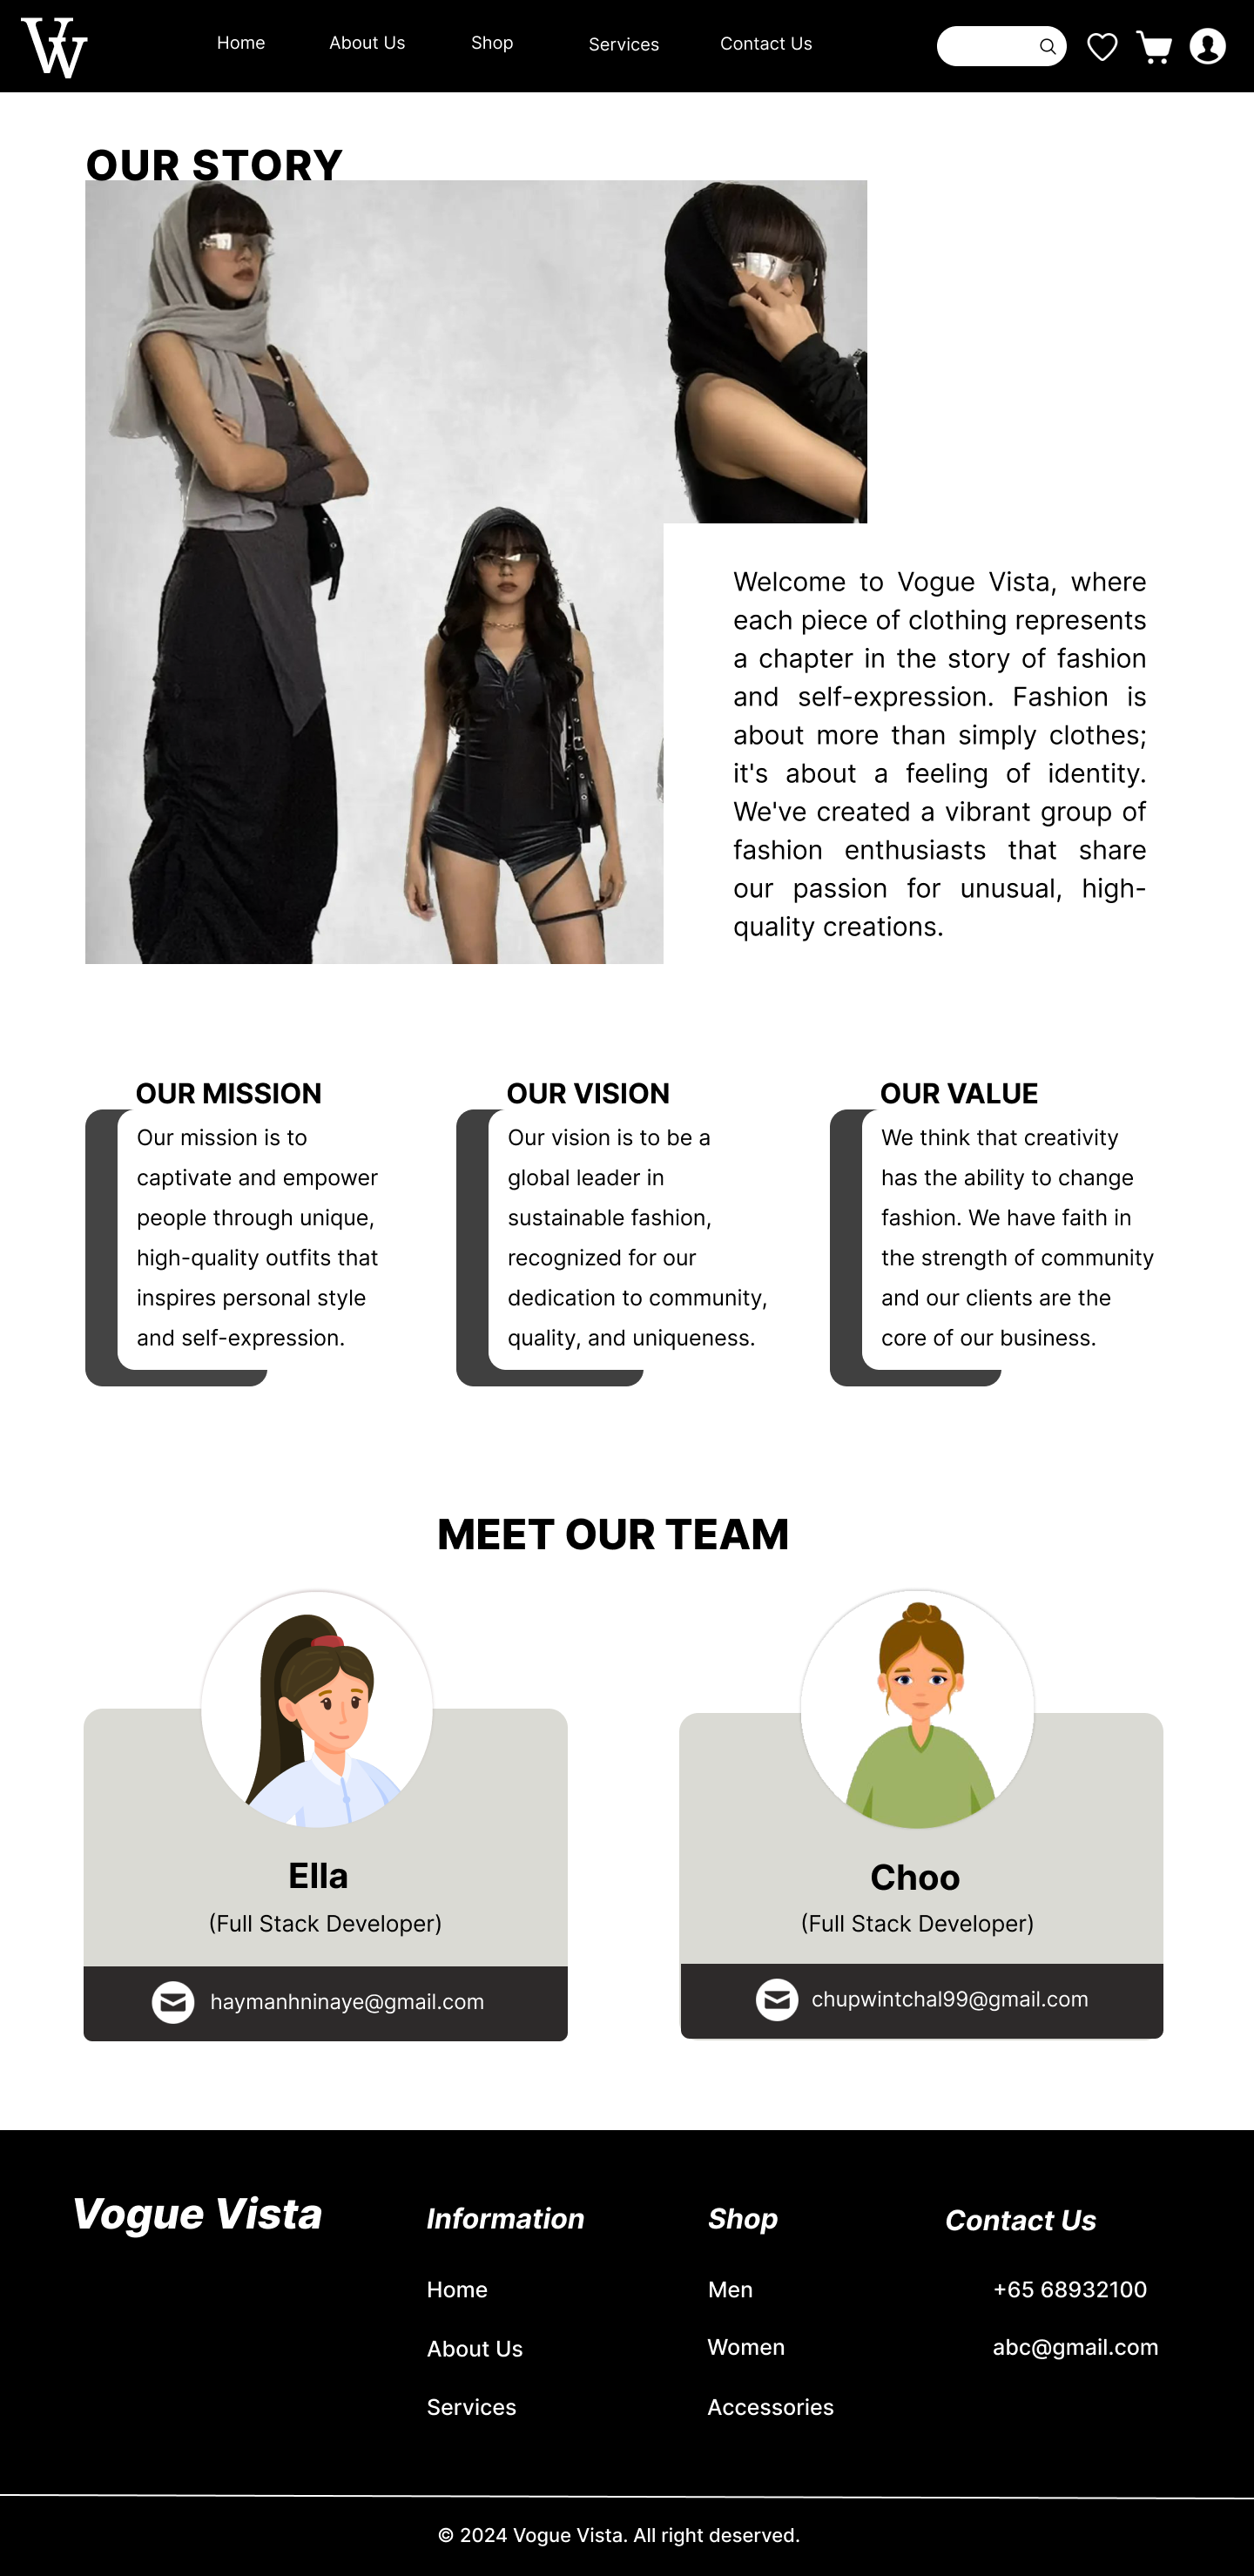 VW
Home
About Us
Shop
Services
Contact Us
OUR STORY
Welcome to Vogue Vista, where
each piece of clothing represents
a chapter in the story of fashion
and self-expression. Fashion is
about more than simply clothes;
it's about a feeling of identity.
We've created a vibrant group of
fashion enthusiasts that share
our passion for unusual, high-
quality creations.
OUR MISSION
Our mission is to
captivate and empower
people through unique,
high-quality outfits that
inspires personal style
and self-expression.
OUR VISION
Our vision is to be a
global leader in
sustainable fashion,
recognized for our
dedication to community,
quality, and uniqueness.
OUR VALUE
We think that creativity
has the ability to change
fashion. We have faith in
the strength of community
and our clients are the
core of our business.
MEET OUR TEAM
Ella
(Full Stack Developer)
haymanhninaye@gmail.com
Choo
(Full Stack Developer)
chupwintchal99@gmail.com
Vogue Vista
Information
Home
About Us
Services
Shop
Men
Women
Accessories
Contact Us
+65 68932100
abc@gmail.com
© 2024 Vogue Vista. All right deserved.